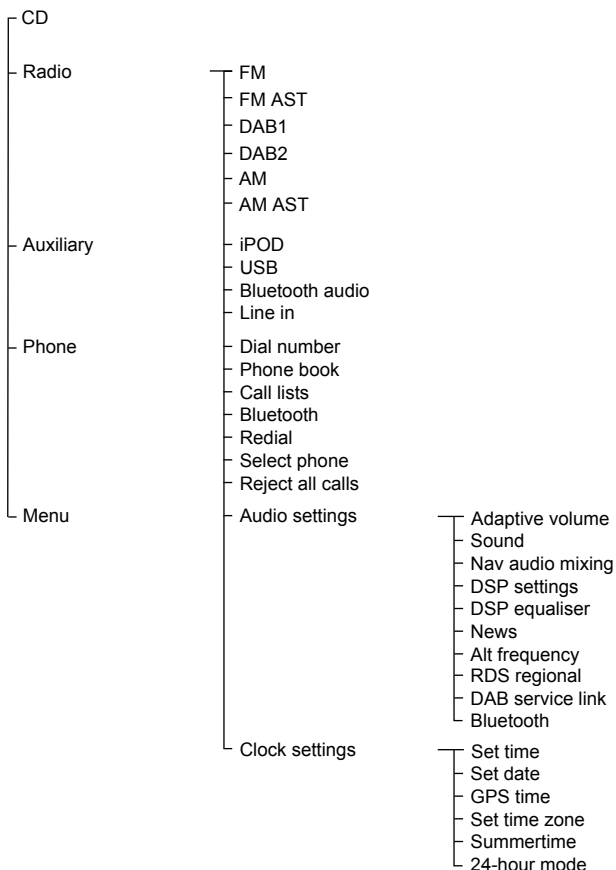 CD
Radio
FM
FM AST
DAB1
DAB2
AM
AM AST
Auxiliary
iPOD
USB
Bluetooth audio
Line in
Phone
Dial number
Phone book
Call lists
Bluetooth
Redial
Select phone
Reject all calls
Menu
Audio settings
Adaptive volume
Sound
Nav audio mixing
DSP settings
DSP equaliser
News
Alt frequency
RDS regional
DAB service link
Bluetooth
Clock settings
Set time
Set date
GPS time
Set time zone
Summertime
24-hour mode